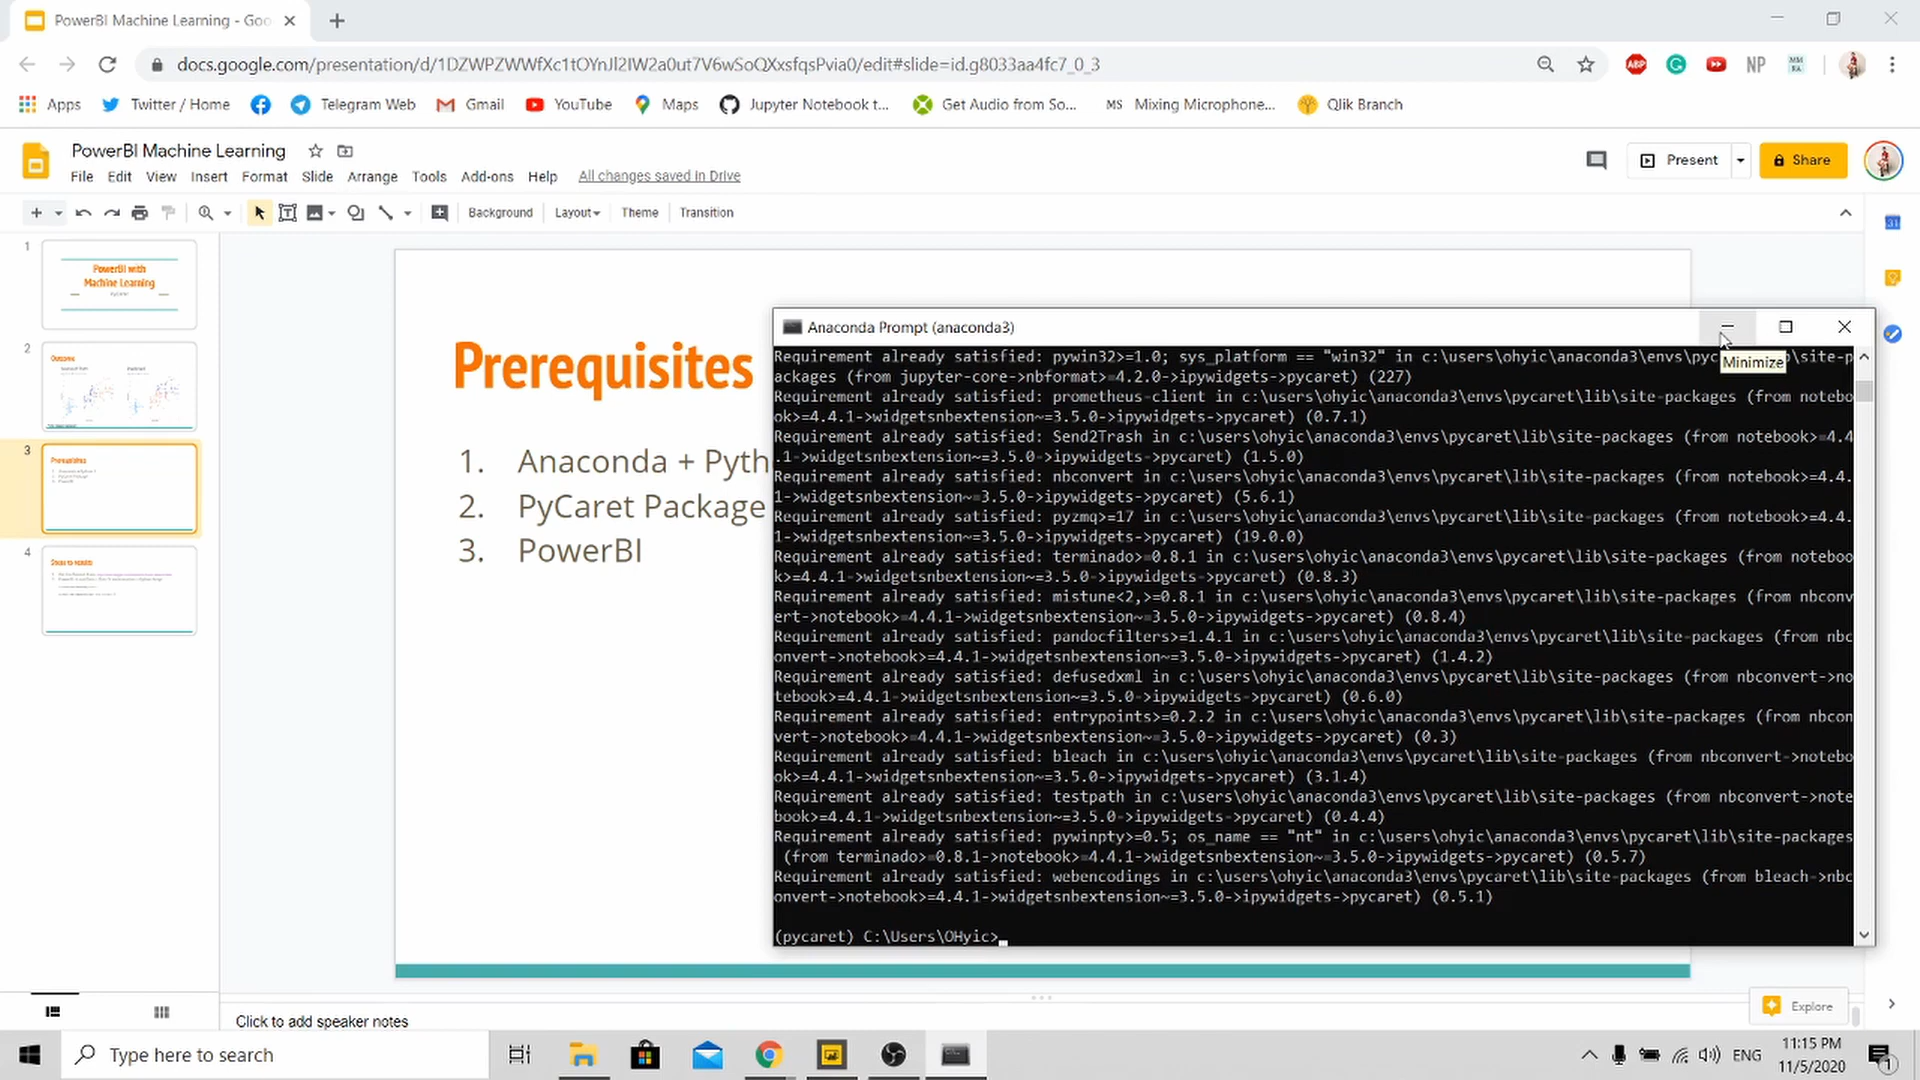 PowerBI Machine Learning - Goo
docs.google.com/presentation/d/1DZWPZWWfXc1tOYnJl2IW2a0ut7V6wSoQXxsfqsPvia0/edit#slide=id.g8033aa4fc7_0_3
ABP
NP
Apps
Twitter / Home
Telegram Web
Gmail
YouTube
Maps
Jupyter Notebook t...
Get Audio from So...
MS Mixing Microphone...
Qlik Branch
PowerBI Machine Learning
File Edit View Insert Format Slide Arrange Tools Add-ons Help All changes saved in Drive
Present
Share
Background Layout Theme Transition
31
1
PowerBI with
Machine Learning
2
Outcome
3
Prerequisites
4
Prerequisites
1. Anaconda + Pyth
2. PyCaret Package
3. PowerBI
Anaconda Prompt (anaconda3)
Minimize
Requirement already satisfied: pywin32>=1.0; sys_platform == "win32" in c:\users\ohyic\anaconda3\envs\pyc b\site-p
ackages (from jupyter-core->nbformat>=4.2.0->ipywidgets->pycaret) (227)
Requirement already satisfied: prometheus-client in c:\users\ohyic\anaconda3\envs\pycaret\lib\site-packages (from notebo
ok>=4.4.1->widgetsnbextension~=3.5.0->ipywidgets->pycaret) (0.7.1)
Requirement already satisfied: Send2Trash in c:\users\ohyic\anaconda3\envs\pycaret\lib\site-packages (from notebook>=4.4
.1->widgetsnbextension~=3.5.0->ipywidgets->pycaret) (1.5.0)
Requirement already satisfied: nbconvert in c:\users\ohyic\anaconda3\envs\pycaret\lib\site-packages (from notebook>=4.4.
1->widgetsnbextension~=3.5.0->ipywidgets->pycaret) (5.6.1)
Requirement already satisfied: pyzmq>=17 in c:\users\ohyic\anaconda3\envs\pycaret\lib\site-packages (from notebook>=4.4.
1->widgetsnbextension~=3.5.0->ipywidgets->pycaret) (19.0.0)
Requirement already satisfied: terminado>=0.8.1 in c:\users\ohyic\anaconda3\envs\pycaret\lib\site-packages (from noteboo
k>=4.4.1->widgetsnbextension~=3.5.0->ipywidgets->pycaret) (0.8.3)
Requirement already satisfied: mistune<2,>=0.8.1 in c:\users\ohyic\anaconda3\envs\pycaret\lib\site-packages (from nbconv
ert->notebook>=4.4.1->widgetsnbextension~=3.5.0->ipywidgets->pycaret) (0.8.4)
Requirement already satisfied: pandocfilters>=1.4.1 in c:\users\ohyic\anaconda3\envs\pycaret\lib\site-packages (from nbc
onvert->notebook>=4.4.1->widgetsnbextension~=3.5.0->ipywidgets->pycaret) (1.4.2)
Requirement already satisfied: defusedxml in c:\users\ohyic\anaconda3\envs\pycaret\lib\site-packages (from nbconvert->no
tebook>=4.4.1->widgetsnbextension~=3.5.0->ipywidgets->pycaret) (0.6.0)
Requirement already satisfied: entrypoints>=0.2.2 in c:\users\ohyic\anaconda3\envs\pycaret\lib\site-packages (from nbcon
vert->notebook>=4.4.1->widgetsnbextension~=3.5.0->ipywidgets->pycaret) (0.3)
Requirement already satisfied: bleach in c:\users\ohyic\anaconda3\envs\pycaret\lib\site-packages (from nbconvert->notebo
ok>=4.4.1->widgetsnbextension~=3.5.0->ipywidgets->pycaret) (3.1.4)
Requirement already satisfied: testpath in c:\users\ohyic\anaconda3\envs\pycaret\lib\site-packages (from nbconvert->note
book>=4.4.1->widgetsnbextension~=3.5.0->ipywidgets->pycaret) (0.4.4)
Requirement already satisfied: pywinpty>=0.5; os_name == "nt" in c:\users\ohyic\anaconda3\envs\pycaret\lib\site-packages
(from terminado>=0.8.1->notebook>=4.4.1->widgetsnbextension~=3.5.0->ipywidgets->pycaret) (0.5.7)
Requirement already satisfied: webencodings in c:\users\ohyic\anaconda3\envs\pycaret\lib\site-packages (from bleach->nbc
onvert->notebook>=4.4.1->widgetsnbextension~=3.5.0->ipywidgets->pycaret) (0.5.1)
(pycaret) C:\Users\OHyic>
Explore
Click to add speaker notes
Type here to search
ENG
11:15 PM
11/5/2020
1